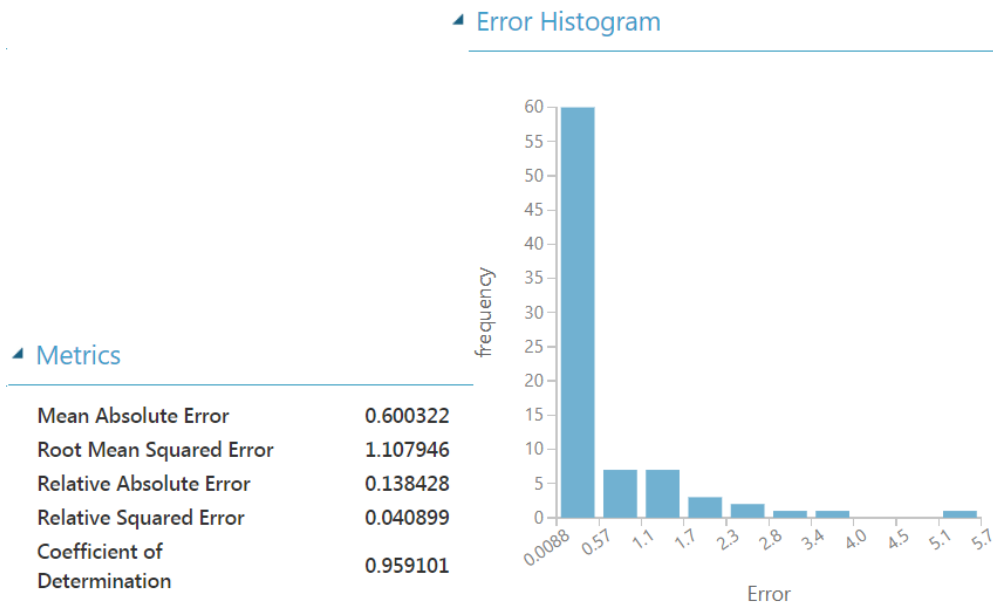 Error Histogram
60
55
50
45
40
35
30
25
20
15
10
5
0
frequency
0.0088
0.57
1.1
1.7
2.3
2.8
3.4
4.0
4.5
5.1
5.7
Error
Metrics
Mean Absolute Error 0.600322
Root Mean Squared Error 1.107946
Relative Absolute Error 0.138428
Relative Squared Error 0.040899
Coefficient of
Determination 0.959101